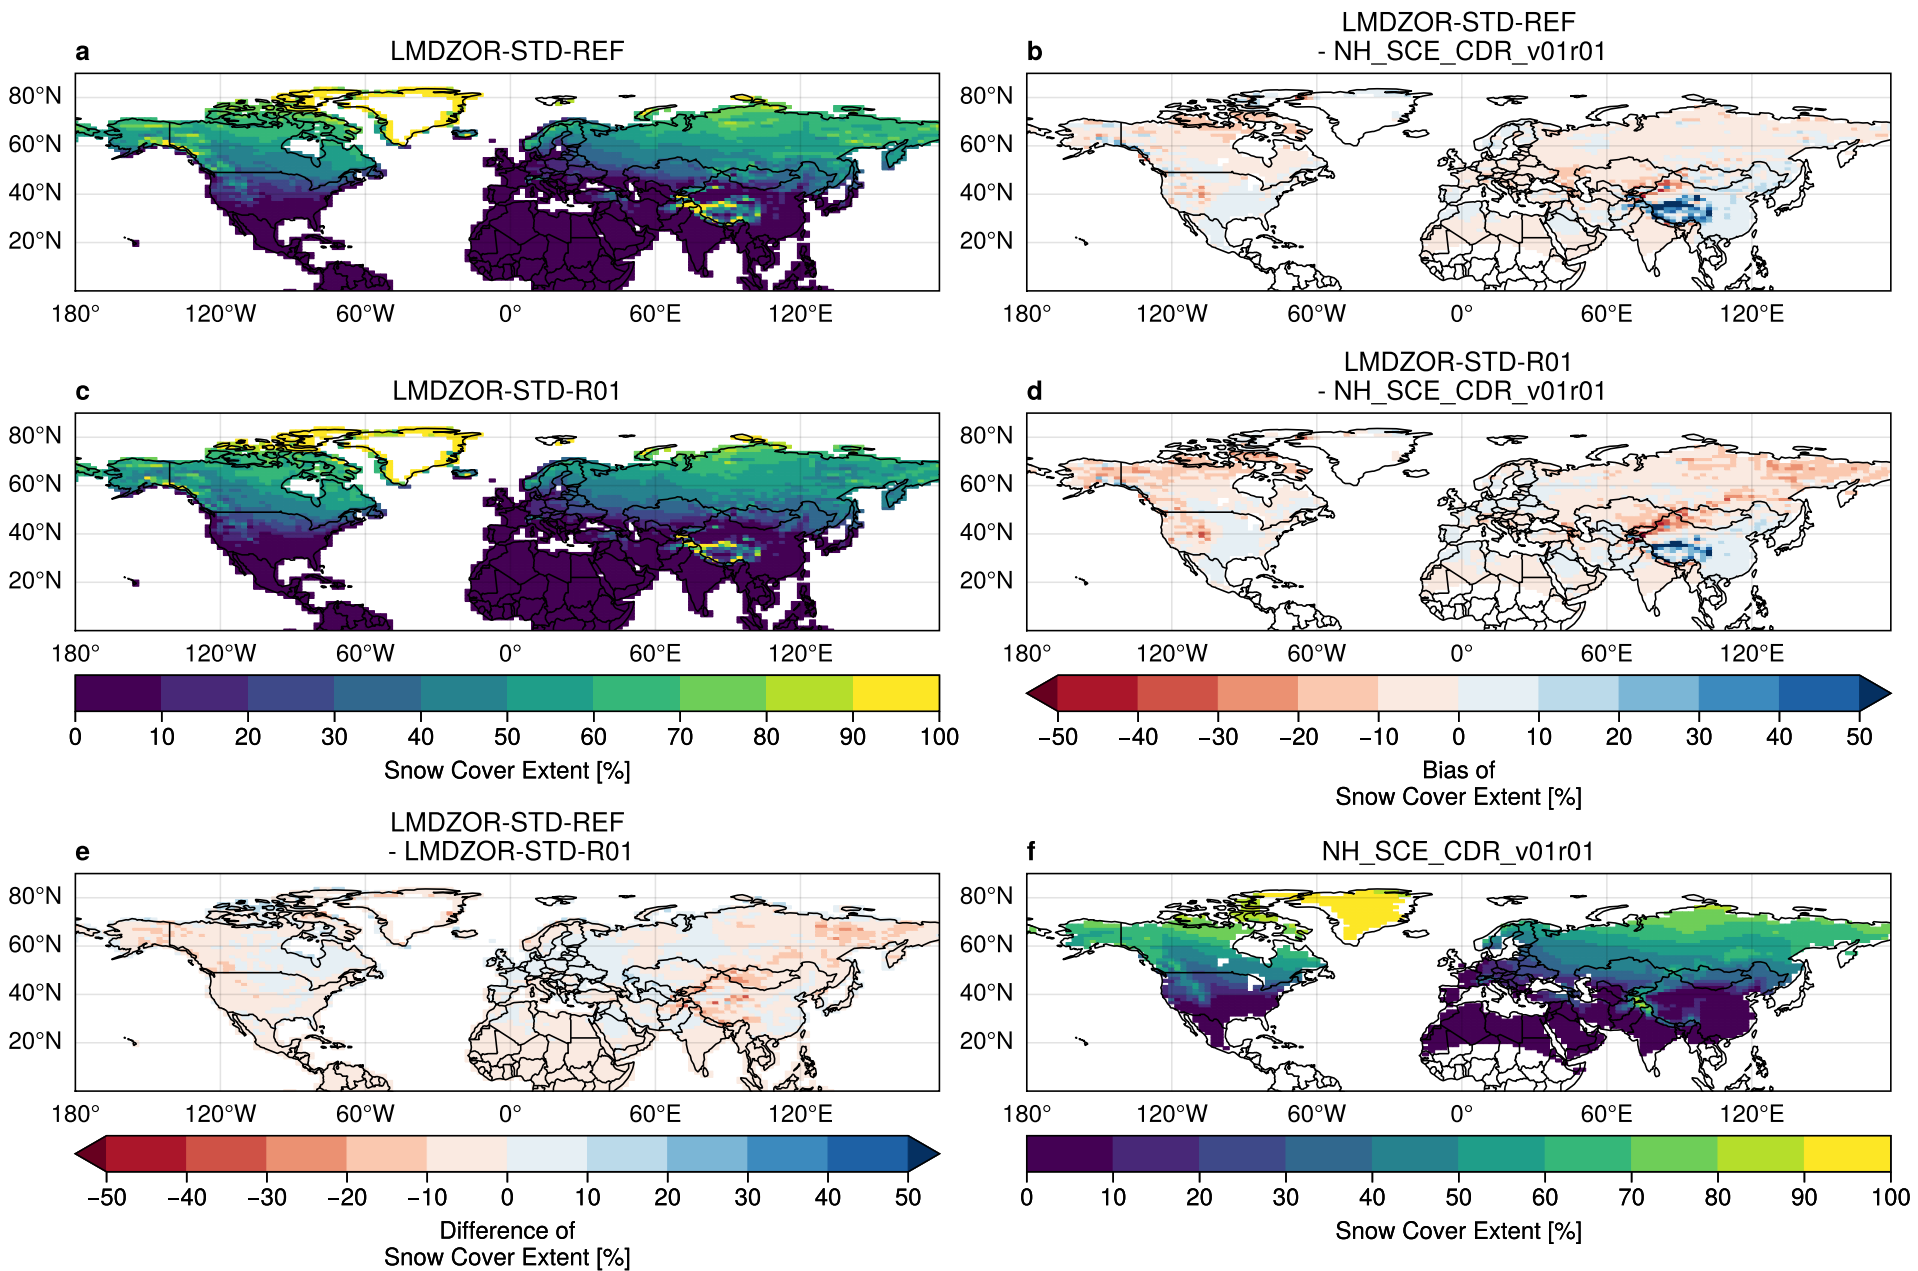 a
LMDZOR-STD-REF
80°N
60°N
40°N
20°N
180°
120°W
60°W
0°
60°E
120°E
b
LMDZOR-STD-REF
- NH_SCE_CDR_v01r01
80°N
60°N
40°N
20°N
180°
120°W
60°W
0°
60°E
120°E
c
LMDZOR-STD-R01
80°N
60°N
40°N
20°N
180°
120°W
60°W
0°
60°E
120°E
0 10 20 30 40 50 60 70 80 90 100
Snow Cover Extent [%]
d
LMDZOR-STD-R01
- NH_SCE_CDR_v01r01
80°N
60°N
40°N
20°N
180°
120°W
60°W
0°
60°E
120°E
−50 −40 −30 −20 −10 0 10 20 30 40 50
Bias of
Snow Cover Extent [%]
e
LMDZOR-STD-REF
- LMDZOR-STD-R01
80°N
60°N
40°N
20°N
180°
120°W
60°W
0°
60°E
120°E
−50 −40 −30 −20 −10 0 10 20 30 40 50
Difference of
Snow Cover Extent [%]
f
NH_SCE_CDR_v01r01
80°N
60°N
40°N
20°N
180°
120°W
60°W
0°
60°E
120°E
0 10 20 30 40 50 60 70 80 90 100
Snow Cover Extent [%]